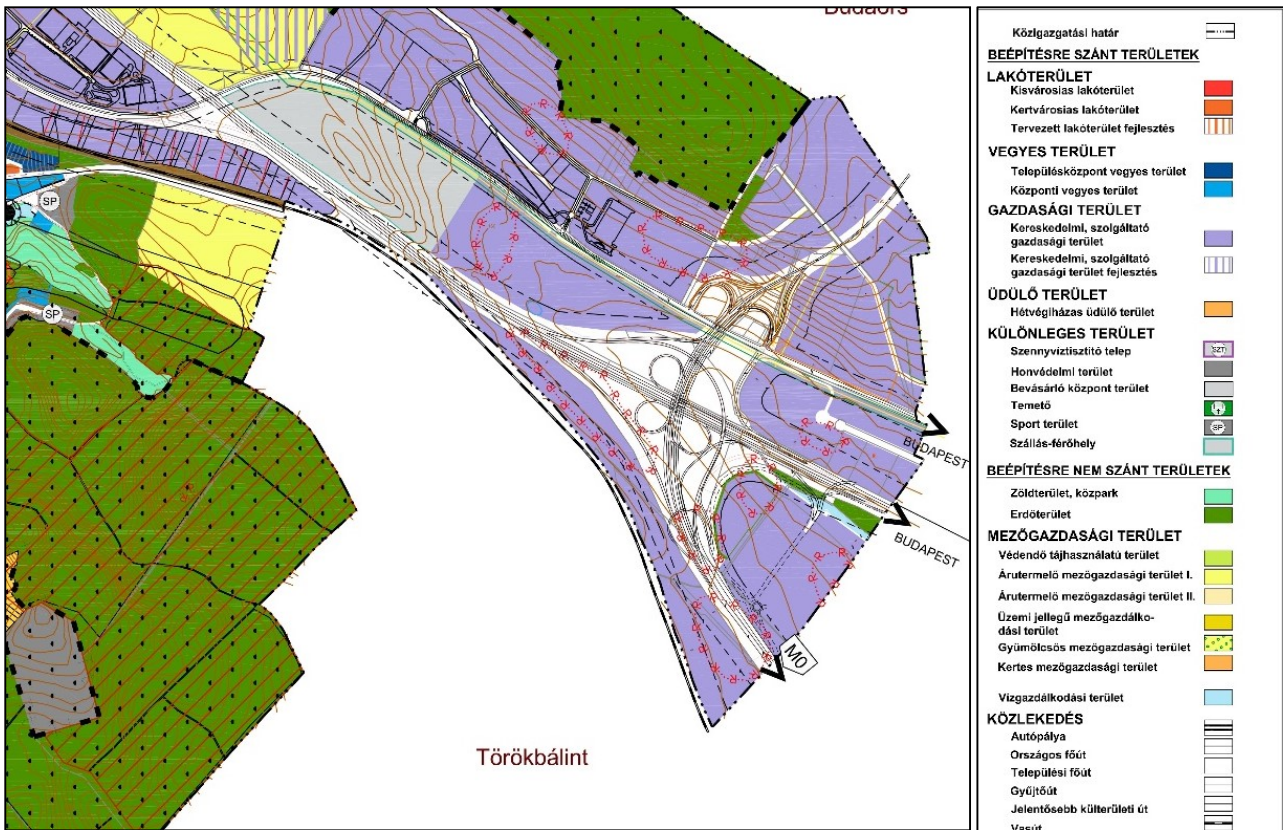 Budaörs
SP
SP
BUDAPEST
BUDAPEST
M0
Törökbálint
Közigazgatási határ
BEÉPÍTÉSRE SZÁNT TERÜLETEK
LAKÓTERÜLET
Kisvárosias lakóterület
Kertvárosias lakóterület
Tervezett lakóterület fejlesztés
VEGYES TERÜLET
Településközpont vegyes terület
Központi vegyes terület
GAZDASÁGI TERÜLET
Kereskedelmi, szolgáltató
gazdasági terület
Kereskedelmi, szolgáltató
gazdasági terület fejlesztés
ÜDÜLŐ TERÜLET
Hétvégiházas üdülő terület
KÜLÖNLEGES TERÜLET
Szennyvíztisztító telep
SZT
Honvédelmi terület
Bevásárló központ terület
Temető
Sport terület
SP
Szállás-férőhely
BEÉPÍTÉSRE NEM SZÁNT TERÜLETEK
Zöldterület, közpark
Erdőterület
MEZŐGAZDASÁGI TERÜLET
Védendő tájhasználatú terület
Árutermelő mezőgazdasági terület I.
Árutermelő mezőgazdasági terület II.
Üzemi jellegű mezőgazdálko-
dási terület
Gyümölcsös mezőgazdasági terület
Kertes mezőgazdasági terület
Vízgazdálkodási terület
KÖZLEKEDÉS
Autópálya
Országos főút
Települési főút
Gyűjtőút
Jelentősebb külterületi út
Vasút